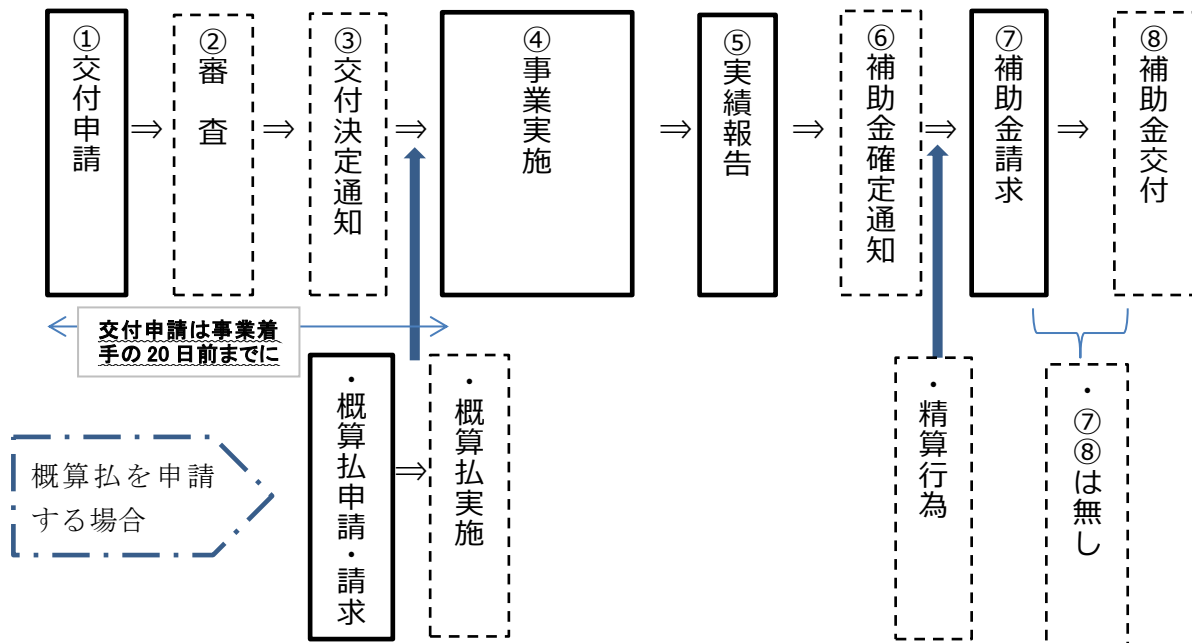 ①交付申請
⇒
②審　査
⇒
③交付決定通知
⇒
④事業実施
⇒
⑤実績報告
⇒
⑥補助金確定通知
⇒
⑦補助金請求
⇒
⑧補助金交付
交付申請は事業着
手の20日前までに
概算払を申請
する場合
・概算払申請・請求
⇒
・概算払実施
・精算行為
・⑦⑧は無し